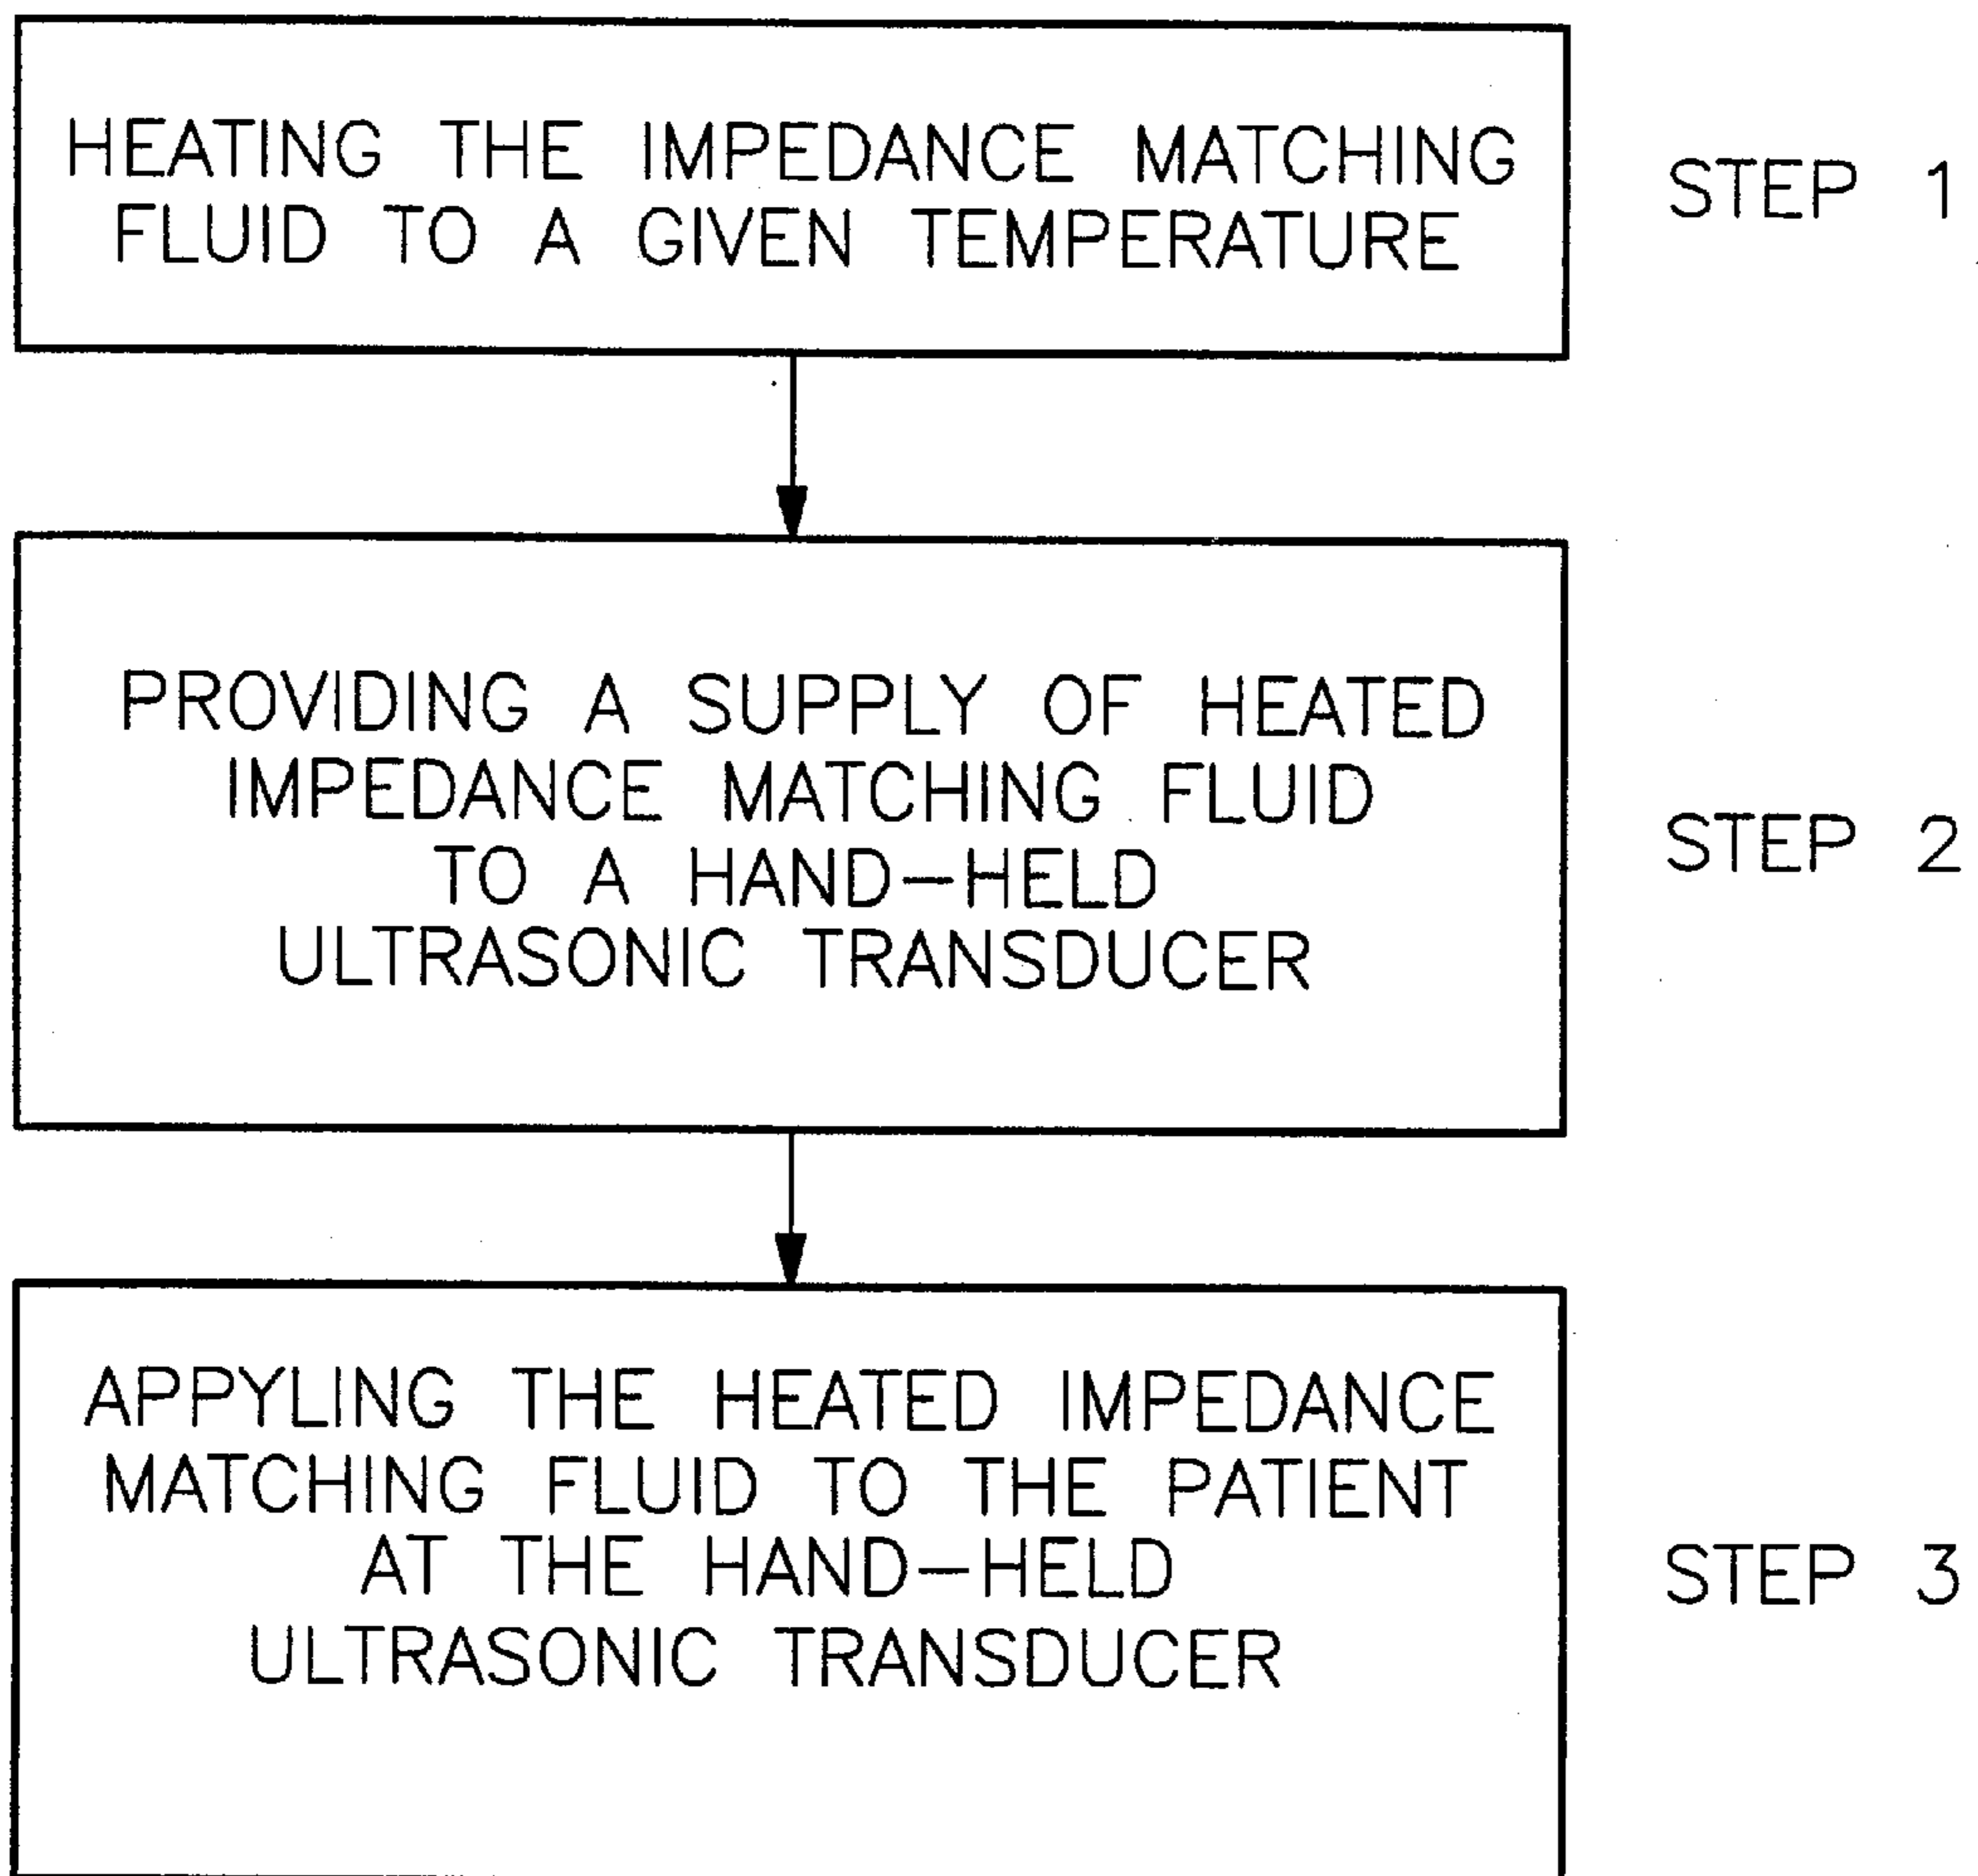 HEATING THE IMPEDANCE MATCHING
FLUID TO A GIVEN TEMPERATURE
STEP 1
PROVIDING A SUPPLY OF HEATED
IMPEDANCE MATCHING FLUID
TO A HAND-HELD
ULTRASONIC TRANSDUCER
STEP 2
APPYLING THE HEATED IMPEDANCE
MATCHING FLUID TO THE PATIENT
AT THE HAND-HELD
ULTRASONIC TRANSDUCER
STEP 3